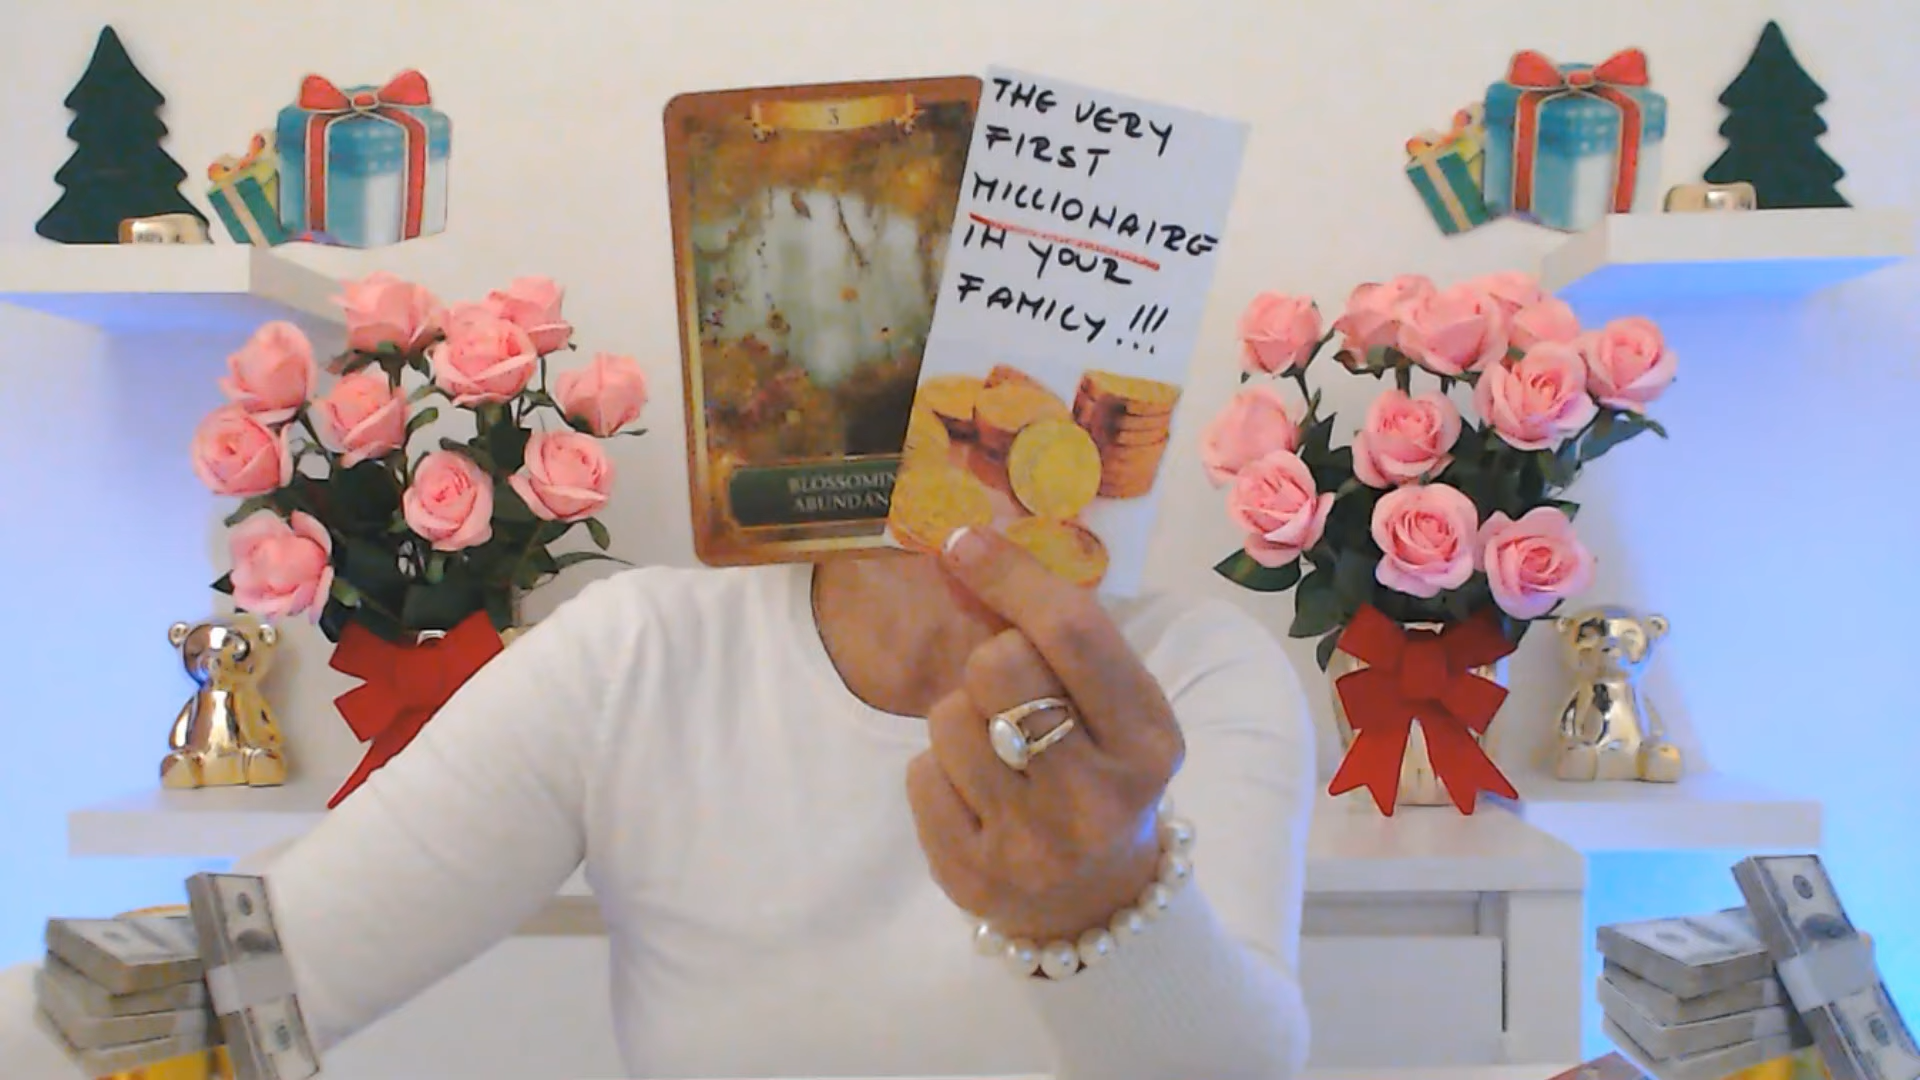 3
BLOSSOMIN
ABUNDAN
THE VERY
FIRST
MILLIONAIRE
IN YOUR
FAMILY!!!